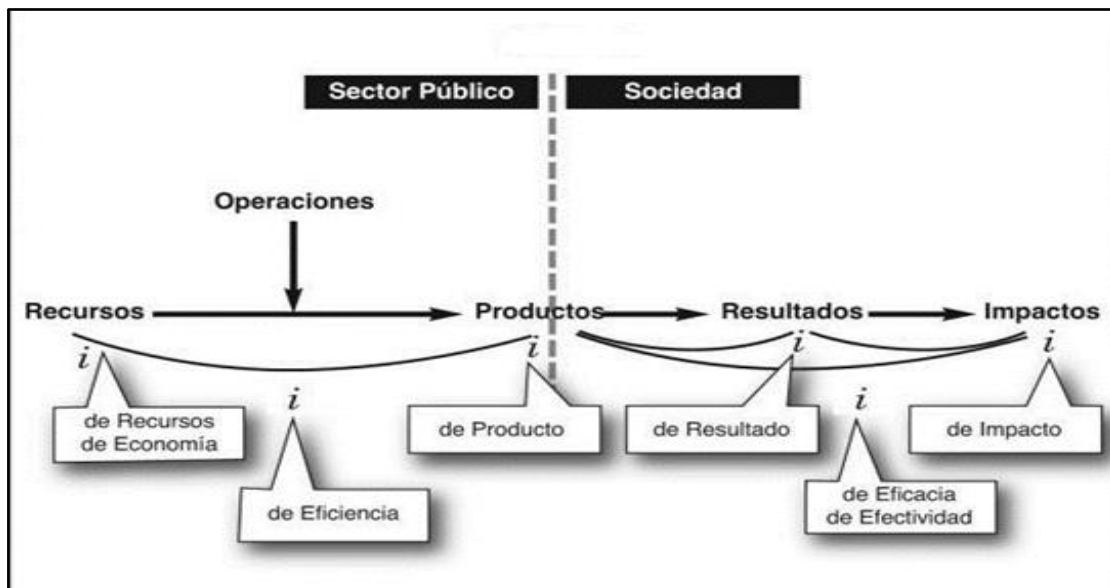 Sector Público
Sociedad
Operaciones
Recursos
Productos
Resultados
Impactos
i
i
i
i
i
i
de Recursos
de Economía
de Producto
de Resultado
de Impacto
de Eficiencia
de Eficacia
de Efectividad